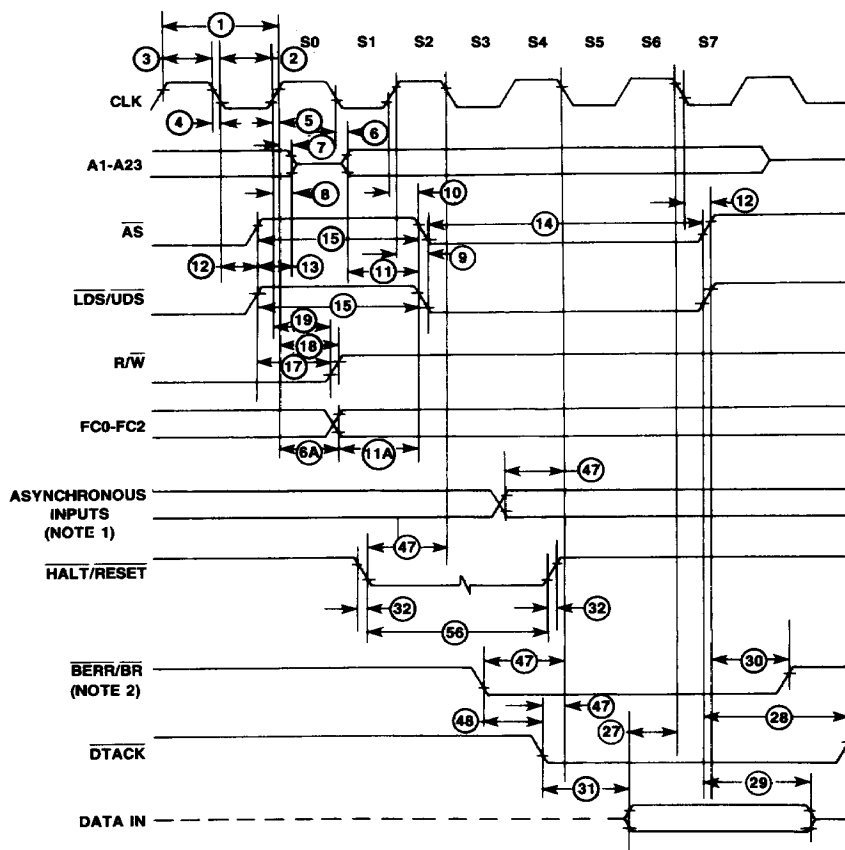 1
S0 S1 S2 S3 S4 S5 S6 S7
3 2
CLK
4 5 6
7
A1-A23
8 10 12
14
AS
15
12 13 11 9
LDS/UDS
15
19
18
R/W
17
FC0-FC2
6A 11A
47
ASYNCHRONOUS
INPUTS
(NOTE 1)
47
HALT/RESET
32 32
56
BERR/BR
(NOTE 2)
47 30
47
48 27 28
DTACK
31 29
DATA IN